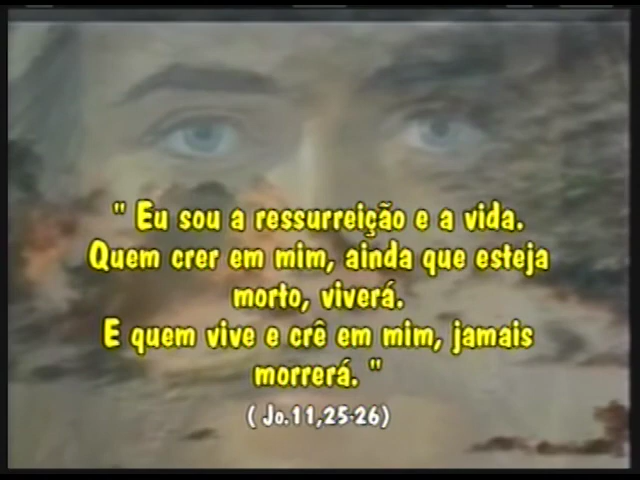 " Eu sou a ressurreição e a vida.
Quem crer em mim, ainda que esteja
morto, viverá.
E quem vive e crê em mim, jamais
morrerá. "
( Jo.11,25-26)